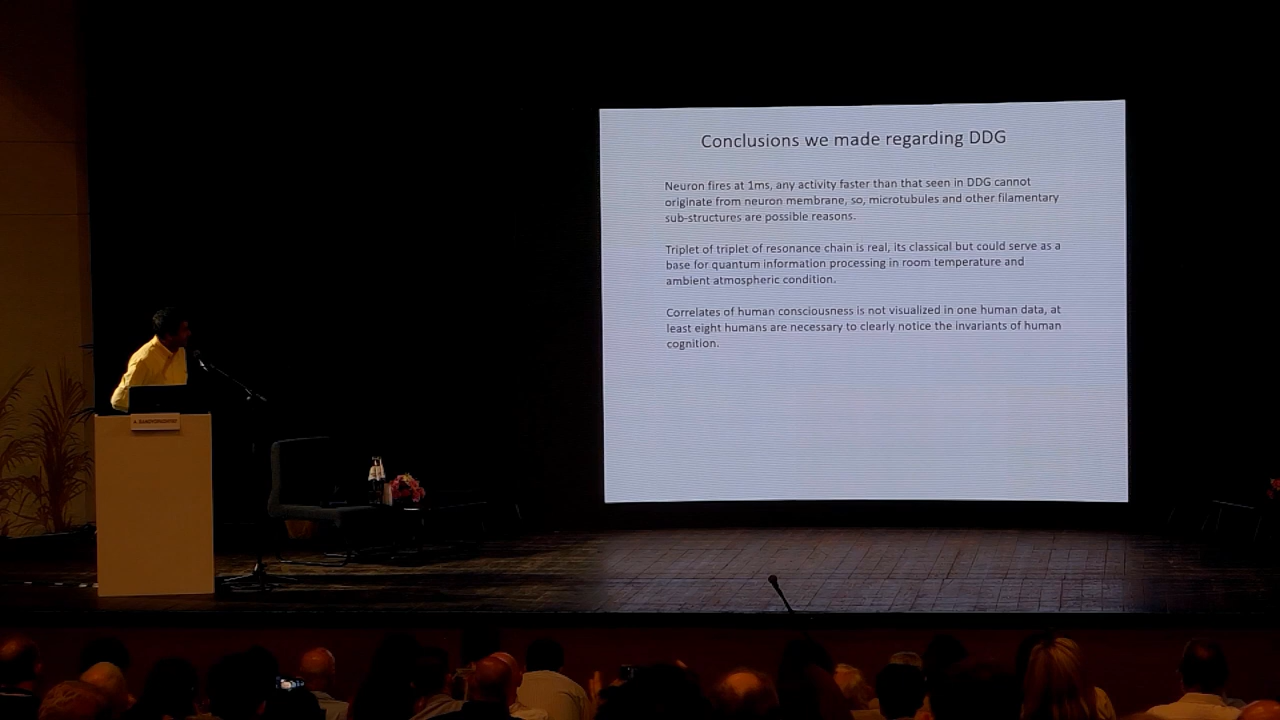 Conclusions we made regarding DDG
Neuron fires at 1ms, any activity faster than that seen in DDG cannot
originate from neuron membrane, so, microtubules and other filamentary
sub-structures are possible reasons.
Triplet of triplet of resonance chain is real, its classical but could serve as a
base for quantum information processing in room temperature and
ambient atmospheric condition.
Correlates of human consciousness is not visualized in one human data, at
least eight humans are necessary to clearly notice the invariants of human
cognition.
A.